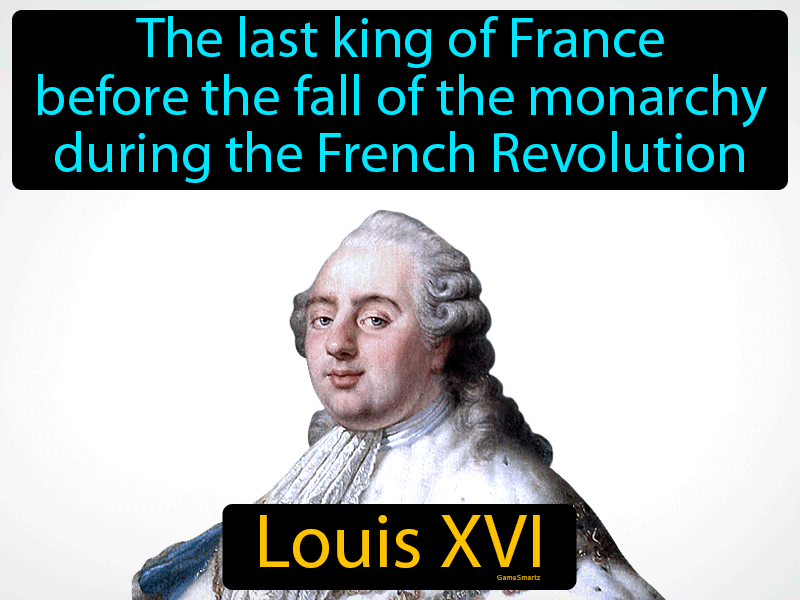 The last king of France
before the fall of the monarchy
during the French Revolution
Louis XVI
GameSmartz